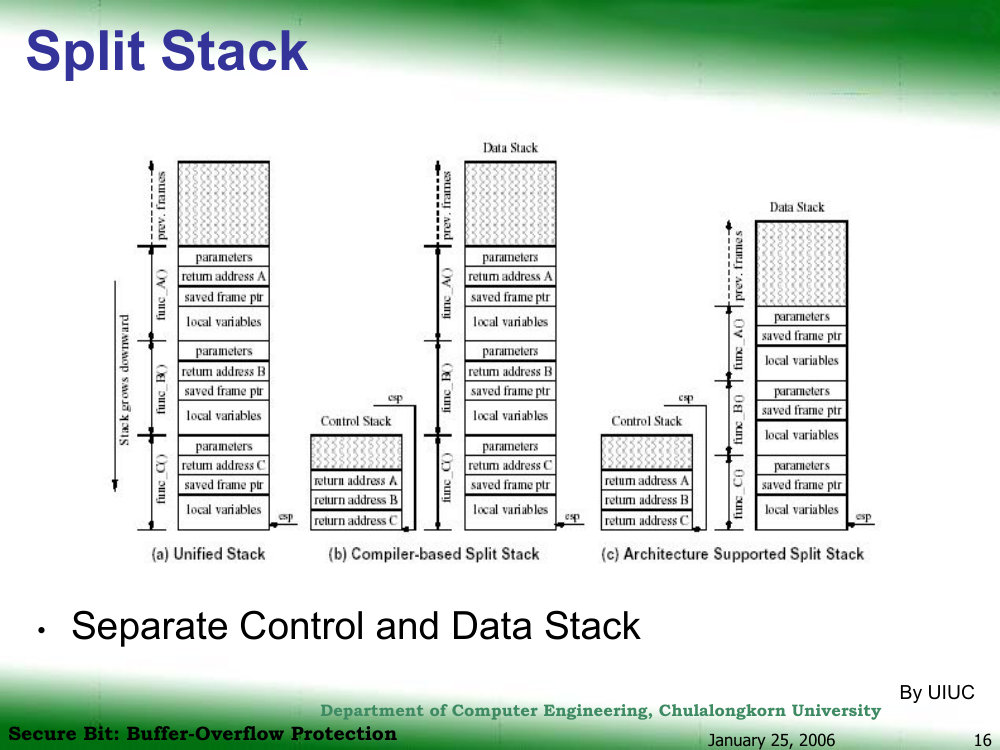 Split Stack
prev. frames
func_A()
func_B()
func_C()
Stack grows downward
parameters
return address A
saved frame ptr
local variables
parameters
return address B
saved frame ptr
local variables
parameters
return address C
saved frame ptr
local variables
esp
(a) Unified Stack
Control Stack
csp
return address A
return address B
return address C
Data Stack
prev. frames
func_A()
func_B()
func_C()
parameters
return address A
saved frame ptr
local variables
parameters
return address B
saved frame ptr
local variables
parameters
return address C
saved frame ptr
local variables
esp
(b) Compiler-based Split Stack
Control Stack
csp
return address A
return address B
return address C
Data Stack
prev. frames
func_A()
func_B()
func_C()
parameters
saved frame ptr
local variables
parameters
saved frame ptr
local variables
parameters
saved frame ptr
local variables
esp
(c) Architecture Supported Split Stack
• Separate Control and Data Stack
By UIUC
Department of Computer Engineering, Chulalongkorn University
Secure Bit: Buffer-Overflow Protection
January 25, 2006
16